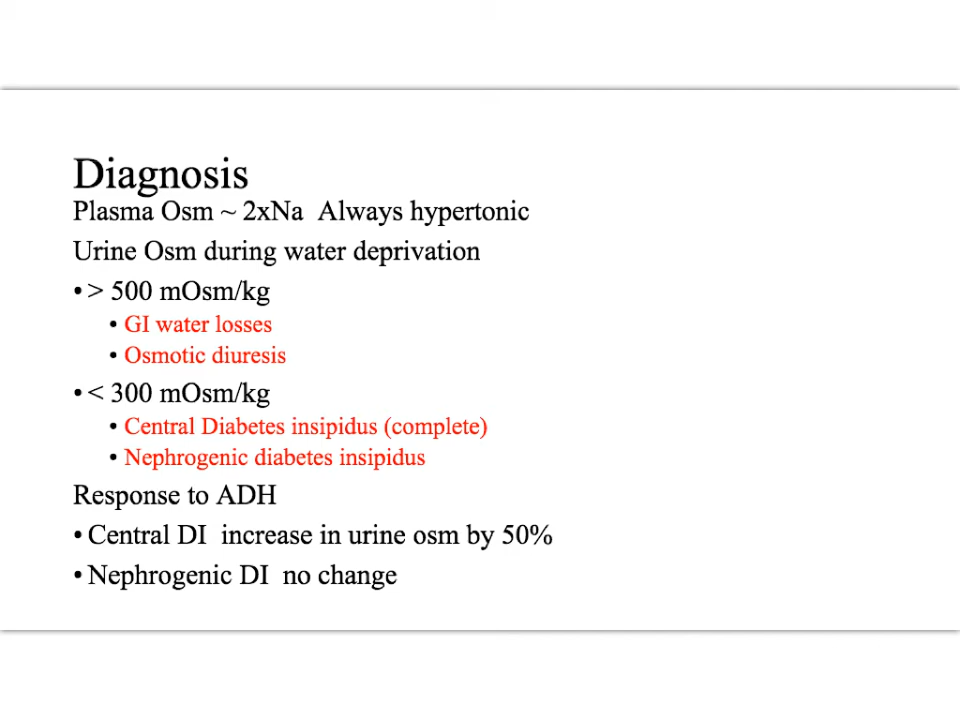 Diagnosis
Plasma Osm ~ 2xNa  Always hypertonic
Urine Osm during water deprivation
• > 500 mOsm/kg
• GI water losses
• Osmotic diuresis
• < 300 mOsm/kg
• Central Diabetes insipidus (complete)
• Nephrogenic diabetes insipidus
Response to ADH
• Central DI  increase in urine osm by 50%
• Nephrogenic DI  no change